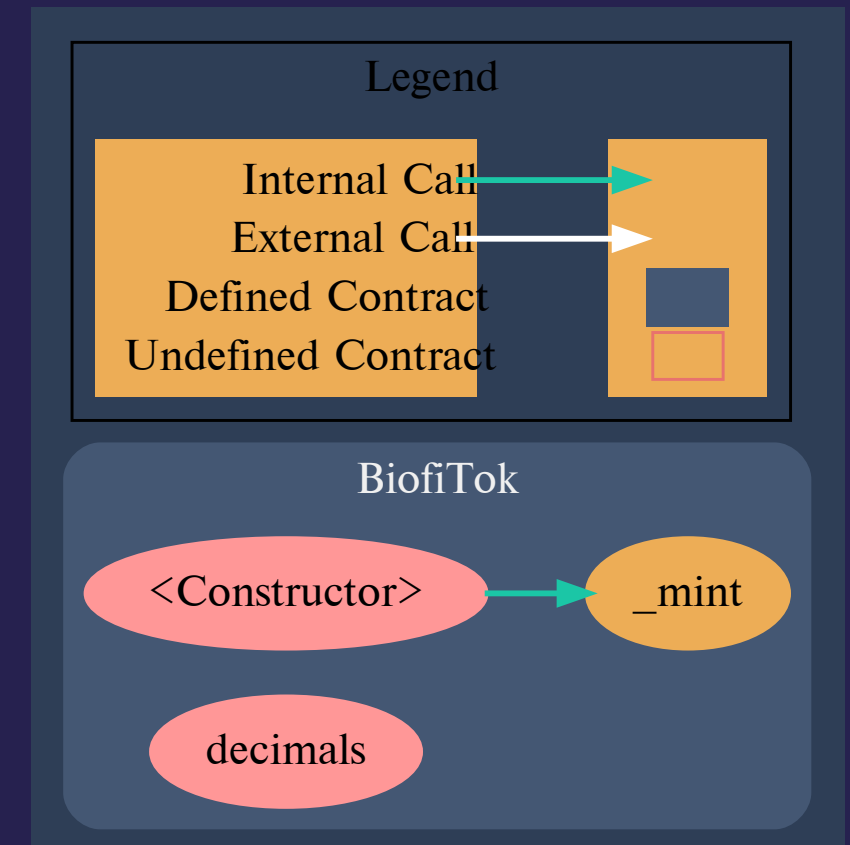 Legend
Internal Call
External Call
Defined Contract
Undefined Contract
BiofiTok
<Constructor>
_mint
decimals